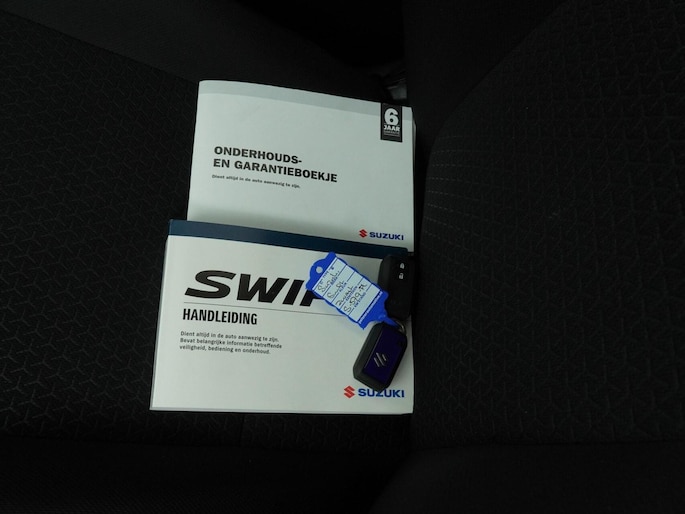 6
JAAR
ONDERHOUDS-
EN GARANTIEBOEKJE
Dient altijd in de auto aanwezig te zijn.
SUZUKI
SWIF
HANDLEIDING
Dient altijd in de auto aanwezig te zijn.
Bevat belangrijke informatie betreffende
veiligheid, bediening en onderhoud.
SUZUKI